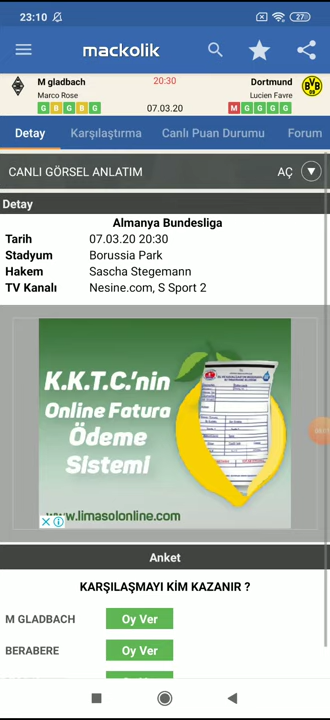 23:10
27
mackolik
M gladbach
20:30
Dortmund
Marco Rose
Lucien Favre
G B G B G
07.03.20
M G G G G
Detay
Karşılaştırma
Canlı Puan Durumu
Forum
CANLI GÖRSEL ANLATIM
AÇ
Detay
Almanya Bundesliga
Tarih 07.03.20 20:30
Stadyum Borussia Park
Hakem Sascha Stegemann
TV Kanalı Nesine.com, S Sport 2
K.K.T.C.'nin
Online Fatura
Ödeme
Sistemi
www.limasolonline.com
Anket
KARŞILAŞMAYI KİM KAZANIR ?
M GLADBACH Oy Ver
BERABERE Oy Ver